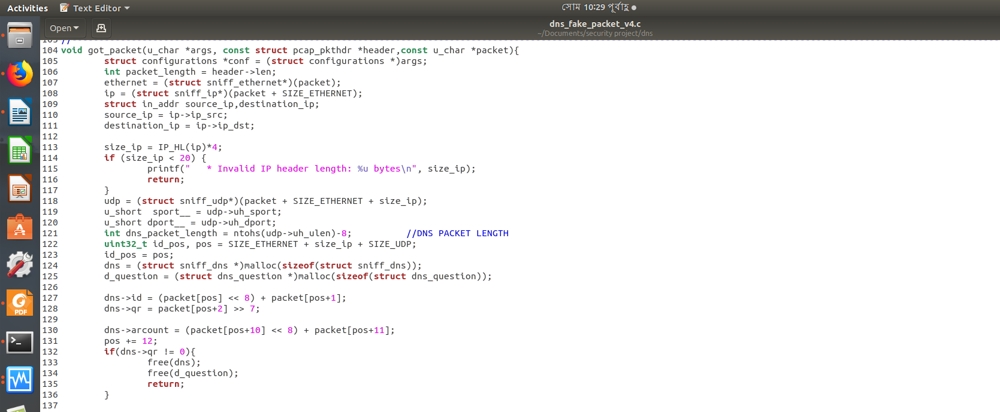 Activities Text Editor সোম 10:29 পূর্বাহ্ণ
Open dns_fake_packet_v4.c
~/Documents/security project/dns
103 //
104 void got_packet(u_char *args, const struct pcap_pkthdr *header,const u_char *packet){
105 struct configurations *conf = (struct configurations *)args;
106 int packet_length = header->len;
107 ethernet = (struct sniff_ethernet*)(packet);
108 ip = (struct sniff_ip*)(packet + SIZE_ETHERNET);
109 struct in_addr source_ip,destination_ip;
110 source_ip = ip->ip_src;
111 destination_ip = ip->ip_dst;
112
113 size_ip = IP_HL(ip)*4;
114 if (size_ip < 20) {
115 printf("   * Invalid IP header length: %u bytes\n", size_ip);
116 return;
117 }
118 udp = (struct sniff_udp*)(packet + SIZE_ETHERNET + size_ip);
119 u_short  sport__ = udp->uh_sport;
120 u_short dport__ = udp->uh_dport;
121 int dns_packet_length = ntohs(udp->uh_ulen)-8; //DNS PACKET LENGTH
122 uint32_t id_pos, pos = SIZE_ETHERNET + size_ip + SIZE_UDP;
123 id_pos = pos;
124 dns = (struct sniff_dns *)malloc(sizeof(struct sniff_dns));
125 d_question = (struct dns_question *)malloc(sizeof(struct dns_question));
126
127 dns->id = (packet[pos] << 8) + packet[pos+1];
128 dns->qr = packet[pos+2] >> 7;
129
130 dns->arcount = (packet[pos+10] << 8) + packet[pos+11];
131 pos += 12;
132 if(dns->qr != 0){
133 free(dns);
134 free(d_question);
135 return;
136 }
137
PDF